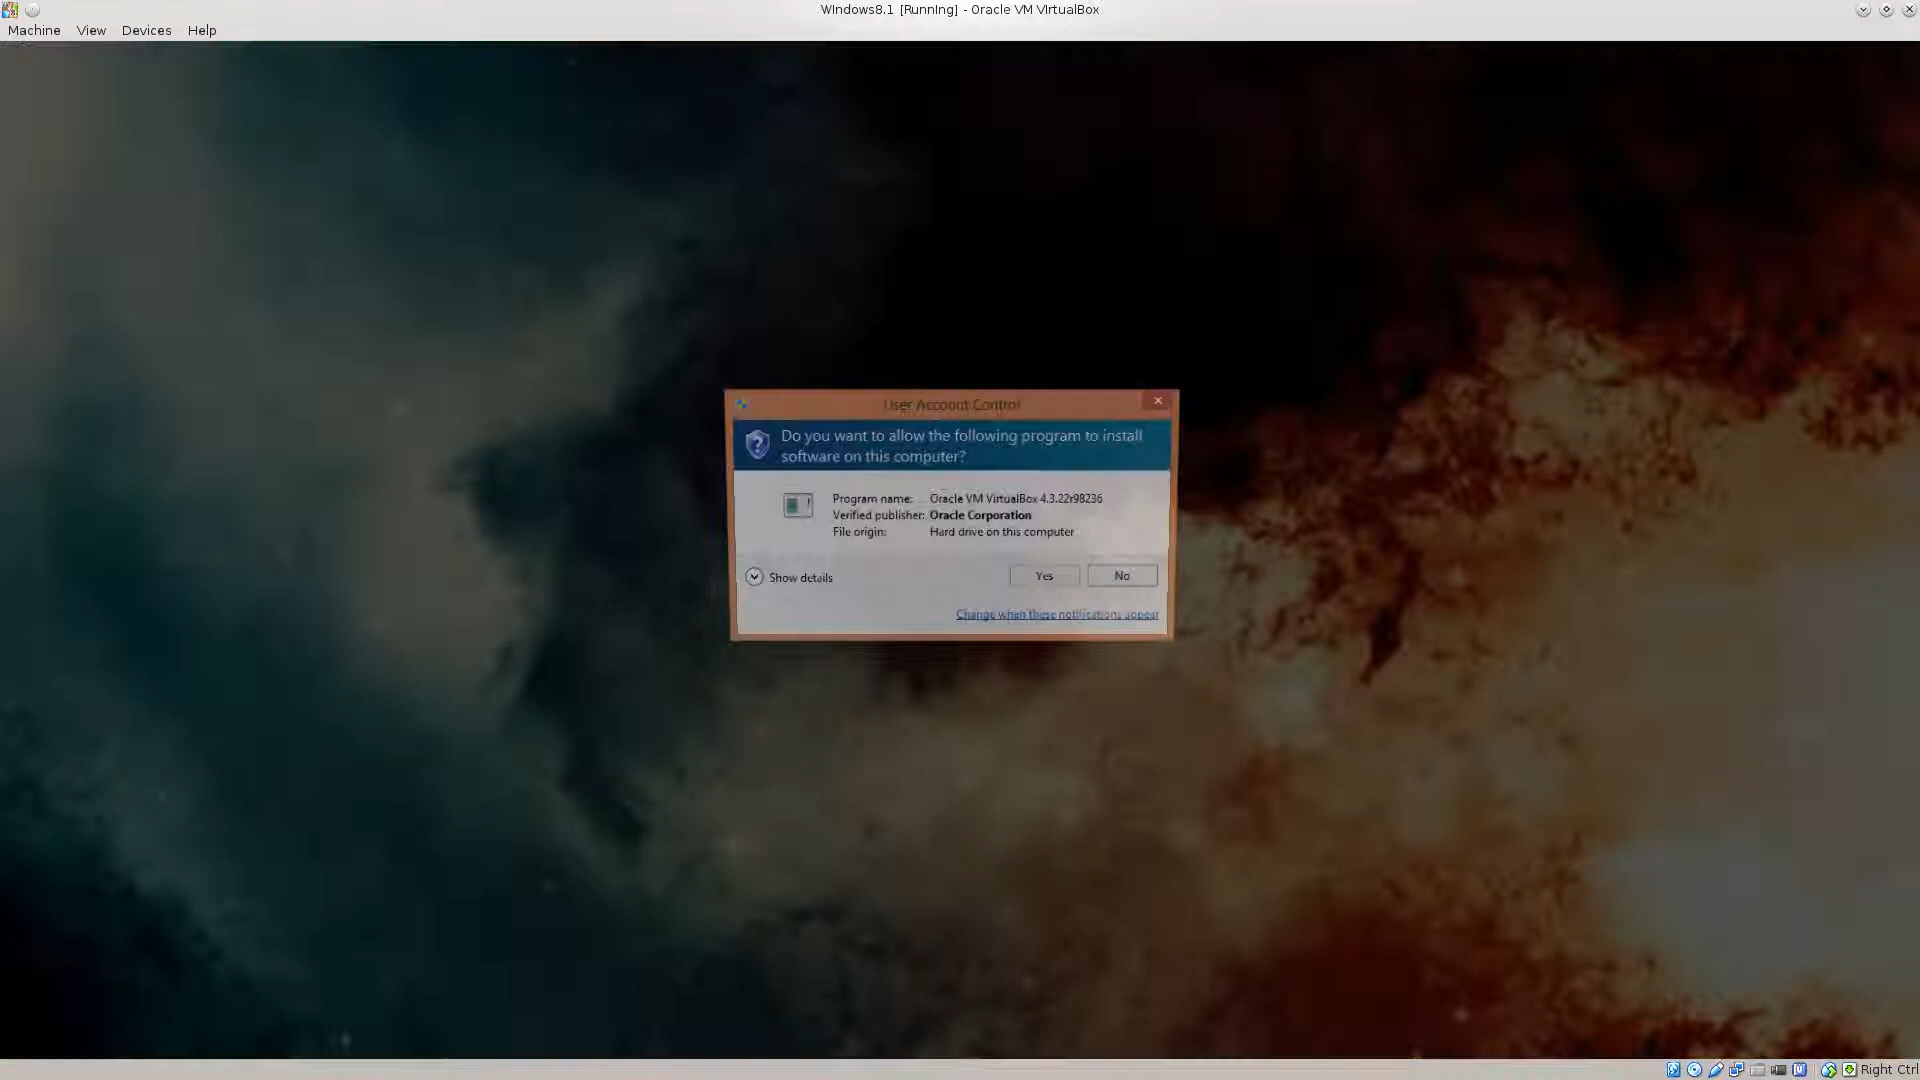 Windows8.1 [Running] - Oracle VM VirtualBox
Machine View Devices Help
User Account Control
Do you want to allow the following program to install
software on this computer?
Program name: Oracle VM VirtualBox 4.3.22r98236
Verified publisher: Oracle Corporation
File origin: Hard drive on this computer
Show details
Yes
No
Change when these notifications appear
Right Ctrl